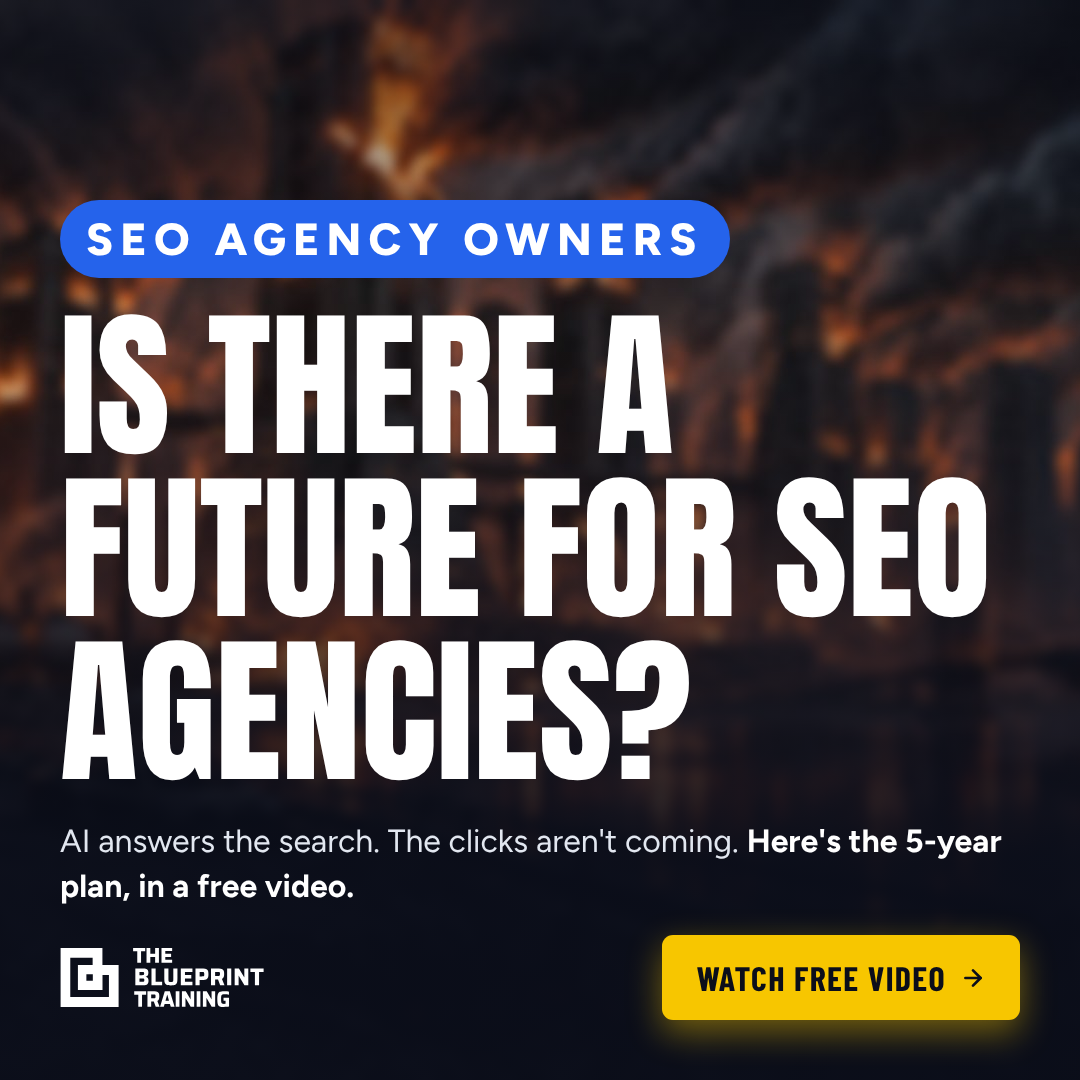 SEO AGENCY OWNERS
IS THERE A
FUTURE FOR SEO
AGENCIES?
AI answers the search. The clicks aren't coming. Here's the 5-year
plan, in a free video.
THE
BLUEPRINT
TRAINING
WATCH FREE VIDEO →